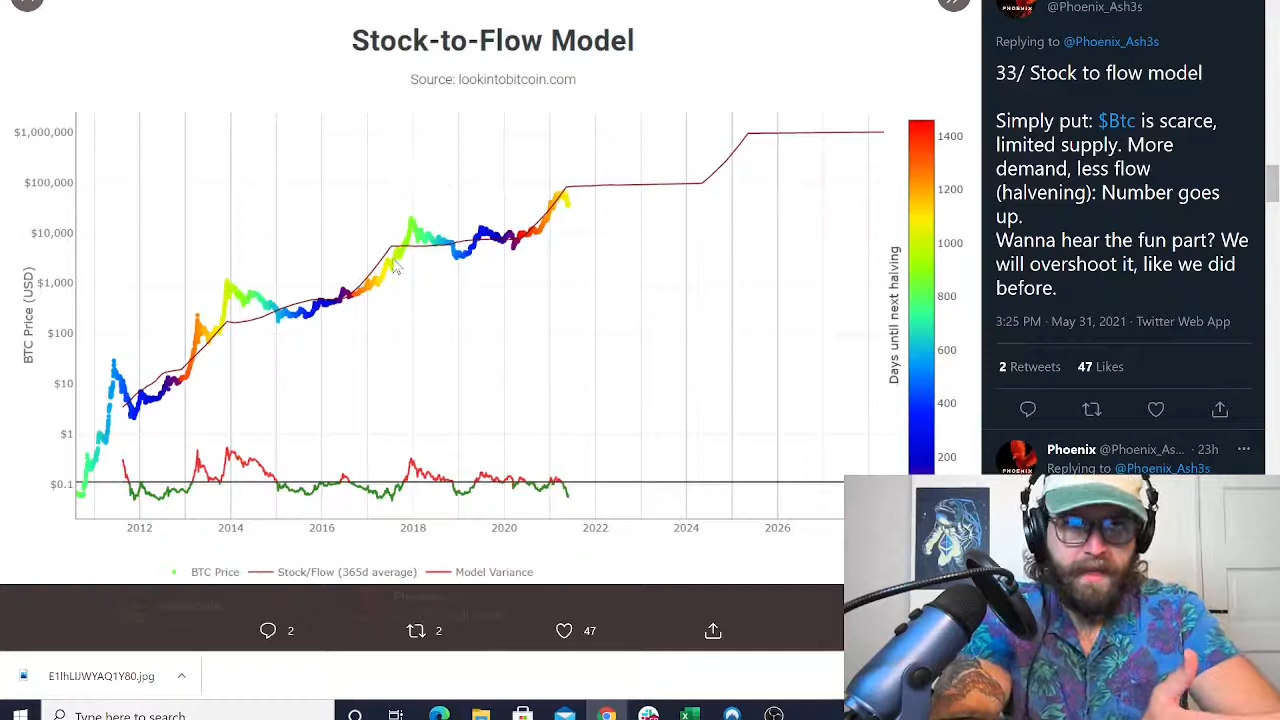 Stock-to-Flow Model
Source: lookintobitcoin.com
BTC Price (USD)
$1,000,000
$100,000
$10,000
$1,000
$100
$10
$1
$0.1
2012
2014
2016
2018
2020
2022
2024
2026
BTC Price
Stock/Flow (365d average)
Model Variance
Days until next halving
1400
1200
1000
800
600
400
200
2
2
47
PHOENIX
@Phoenix_Ash3s
Replying to @Phoenix_Ash3s
33/ Stock to flow model
Simply put: $Btc is scarce,
limited supply. More
demand, less flow
(halvening): Number goes
up.
Wanna hear the fun part? We
will overshoot it, like we did
before.
3:25 PM · May 31, 2021 · Twitter Web App
2 Retweets 47 Likes
PHOENIX
Phoenix @Phoenix_As... · 23h
Replying to @Phoenix_Ash3s
Type here to search